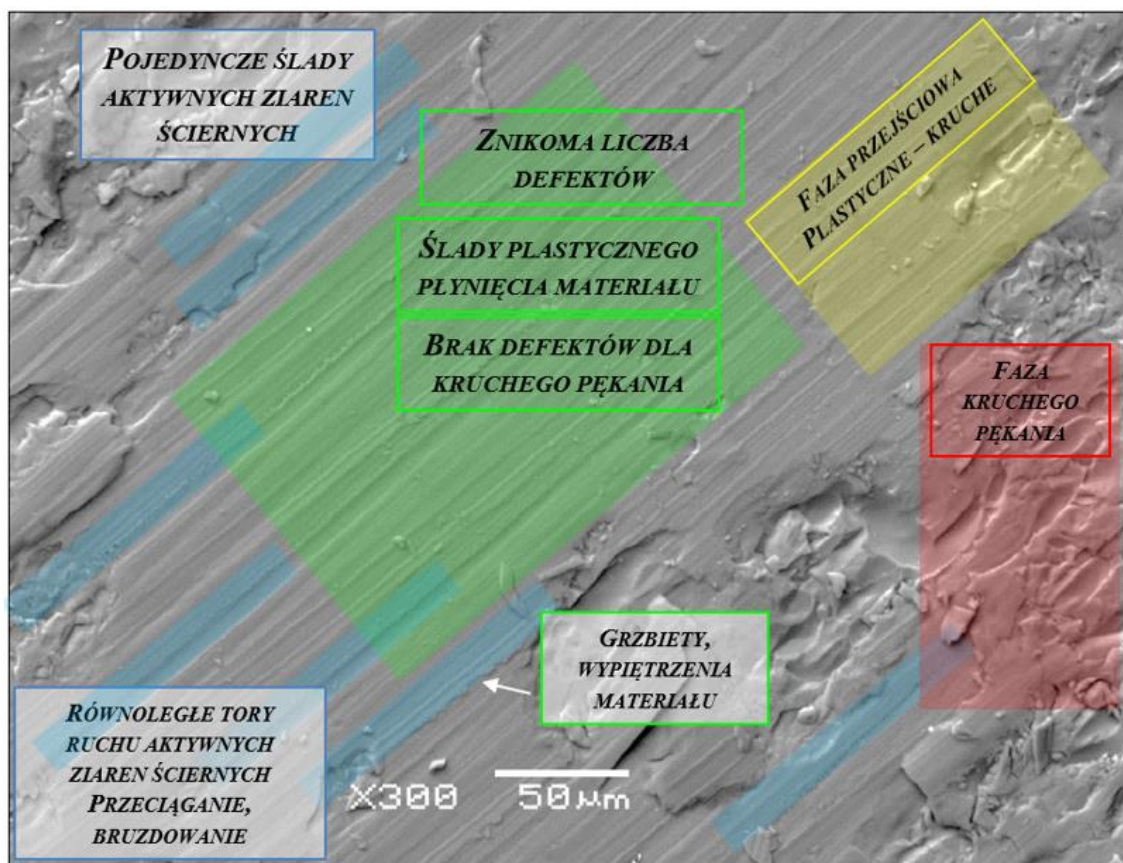 POJEDYNCZE ŚLADY
AKTYWNYCH ZIAREN
ŚCIERNYCH
ZNIKOMA LICZBA
DEFEKTÓW
ŚLADY PLASTYCZNEGO
PŁYNIĘCIA MATERIAŁU
BRAK DEFEKTÓW DLA
KRUCHEGO PĘKANIA
FAZA PRZEJŚCIOWA
PLASTYCZNE – KRUCHE
FAZA
KRUCHEGO
PĘKANIA
GRZBIETY,
WYPIĘTRZENIA
MATERIAŁU
RÓWNOLEGŁE TORY
RUCHU AKTYWNYCH
ZIAREN ŚCIERNYCH
PRZECIĄGANIE,
BRUZDOWANIE
X300 50μm